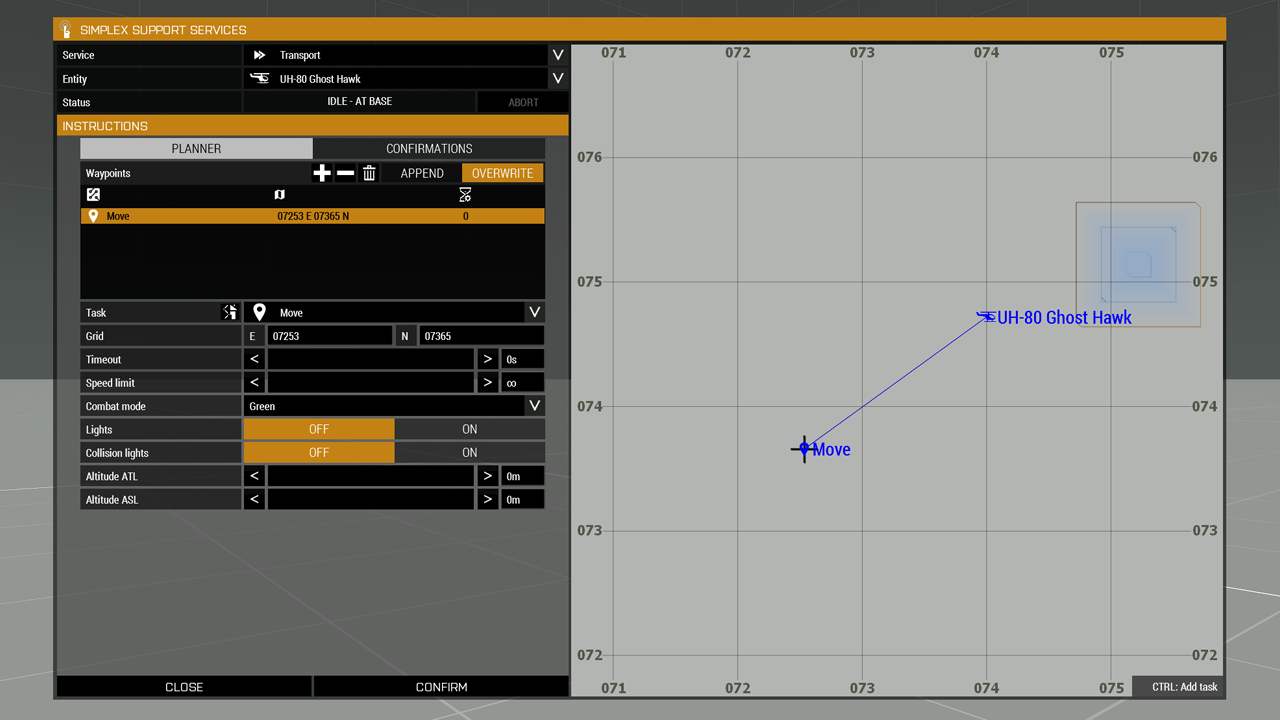 SIMPLEX SUPPORT SERVICES
Service Transport
Entity UH-80 Ghost Hawk
Status IDLE - AT BASE ABORT
INSTRUCTIONS
PLANNER CONFIRMATIONS
Waypoints APPEND OVERWRITE
Move 07253 E 07365 N 0
Task Move
Grid E 07253 N 07365
Timeout < > 0s
Speed limit < > ∞
Combat mode Green
Lights OFF ON
Collision lights OFF ON
Altitude ATL < > 0m
Altitude ASL < > 0m
CLOSE CONFIRM
071 072 073 074 075
076 076
075 075
UH-80 Ghost Hawk
074 074
Move
073 073
072 072
071 072 073 074 075
CTRL: Add task